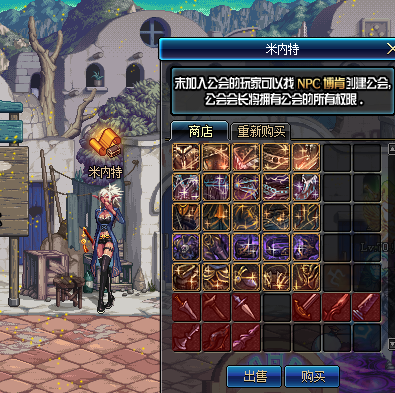 米内特
未加入公会的玩家可以找 NPC 博肯创建公会,
公会会长将拥有公会的所有权限.
商店
重新购买
米内特
出售
购买